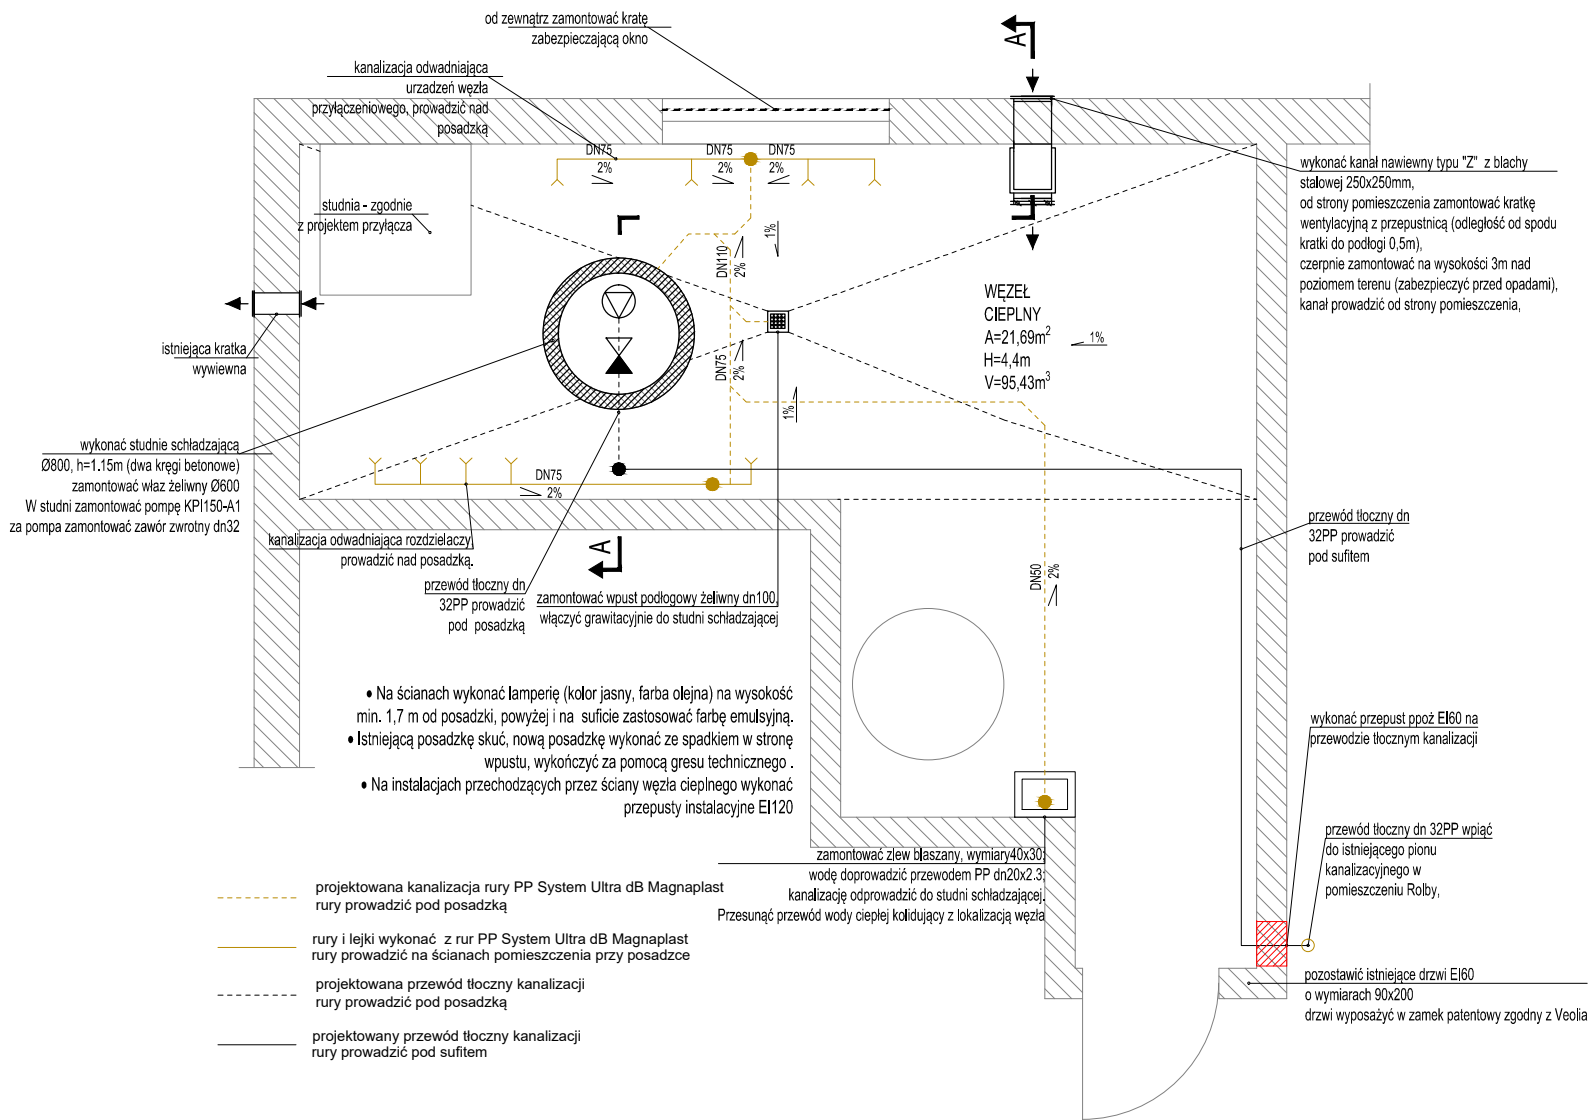 od zewnątrz zamontować kratę
zabezpieczającą okno
A
kanalizacja odwadniająca
urzadzeń węzła
przyłączeniowego, prowadzić nad
posadzką
DN75
2%
DN75
2%
DN75
2%
wykonać kanał nawiewny typu "Z" z blachy
stalowej 250x250mm,
od strony pomieszczenia zamontować kratkę
wentylacyjną z przepustnicą (odległość od spodu
kratki do podłogi 0,5m),
czerpnie zamontować na wysokości 3m nad
poziomem terenu (zabezpieczyć przed opadami),
kanał prowadzić od strony pomieszczenia,
studnia - zgodnie
z projektem przyłącza
DN110
2%
1%
WĘZEŁ
CIEPLNY
A=21,69m²
H=4,4m
V=95,43m³
1%
istniejąca kratka
wywiewna
DN75
2%
1%
wykonać studnie schładzającą
Ø800, h=1.15m (dwa kręgi betonowe)
zamontować właz żeliwny Ø600
W studni zamontować pompę KPI150-A1
za pompa zamontować zawór zwrotny dn32
DN75
2%
kanalizacja odwadniająca rozdzielaczy,
prowadzić nad posadzką.
A
przewód tłoczny dn
32PP prowadzić
pod posadzką
zamontować wpust podłogowy żeliwny dn100,
włączyć grawitacyjnie do studni schładzającej
DN50
2%
przewód tłoczny dn
32PP prowadzić
pod sufitem
• Na ścianach wykonać lamperię (kolor jasny, farba olejna) na wysokość
min. 1,7 m od posadzki, powyżej i na suficie zastosować farbę emulsyjną.
• Istniejącą posadzkę skuć, nową posadzkę wykonać ze spadkiem w stronę
wpustu, wykończyć za pomocą gresu technicznego .
• Na instalacjach przechodzących przez ściany węzła cieplnego wykonać
przepusty instalacyjne EI120
wykonać przepust ppoż EI60 na
przewodzie tłocznym kanalizacji
zamontować zlew blaszany, wymiary40x30;
wodę doprowadzić przewodem PP dn20x2.3;
kanalizację odprowadzić do studni schładzającej.
Przesunąć przewód wody ciepłej kolidujący z lokalizacją węzła
przewód tłoczny dn 32PP wpiąć
do istniejącego pionu
kanalizacyjnego w
pomieszczeniu Rolby,
projektowana kanalizacja rury PP System Ultra dB Magnaplast
rury prowadzić pod posadzką
rury i lejki wykonać z rur PP System Ultra dB Magnaplast
rury prowadzić na ścianach pomieszczenia przy posadzce
projektowana przewód tłoczny kanalizacji
rury prowadzić pod posadzką
projektowany przewód tłoczny kanalizacji
rury prowadzić pod sufitem
pozostawić istniejące drzwi EI60
o wymiarach 90x200
drzwi wyposażyć w zamek patentowy zgodny z Veolia